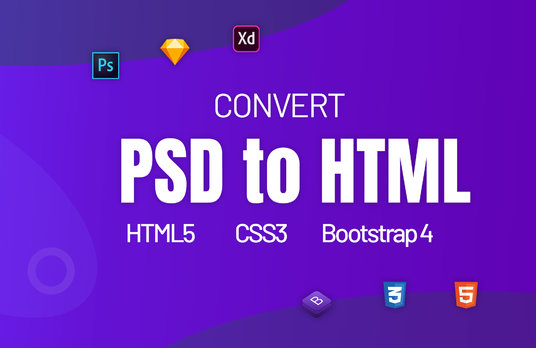 Xd
Ps
CONVERT
PSD to HTML
HTML5 CSS3 Bootstrap 4
B 3 5